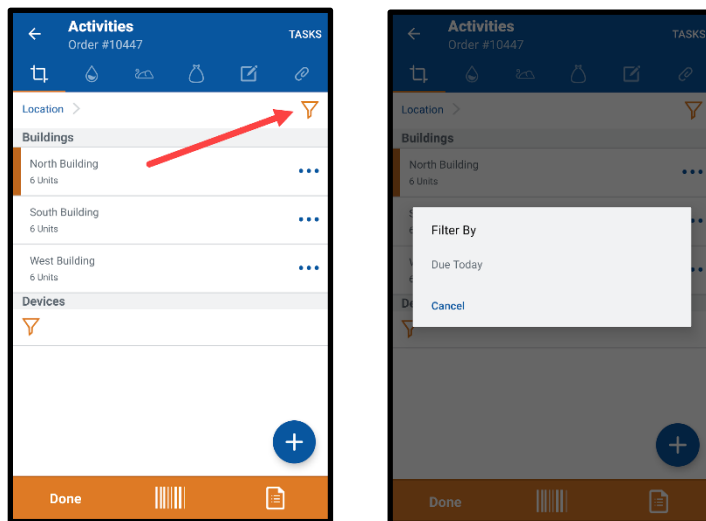 Activities
Order #10447
TASKS
Location
Buildings
North Building
6 Units
South Building
6 Units
West Building
6 Units
Devices
Done
Activities
Order #10447
TASKS
Location
Buildings
North Building
6 Units
Filter By
Due Today
Cancel
Done